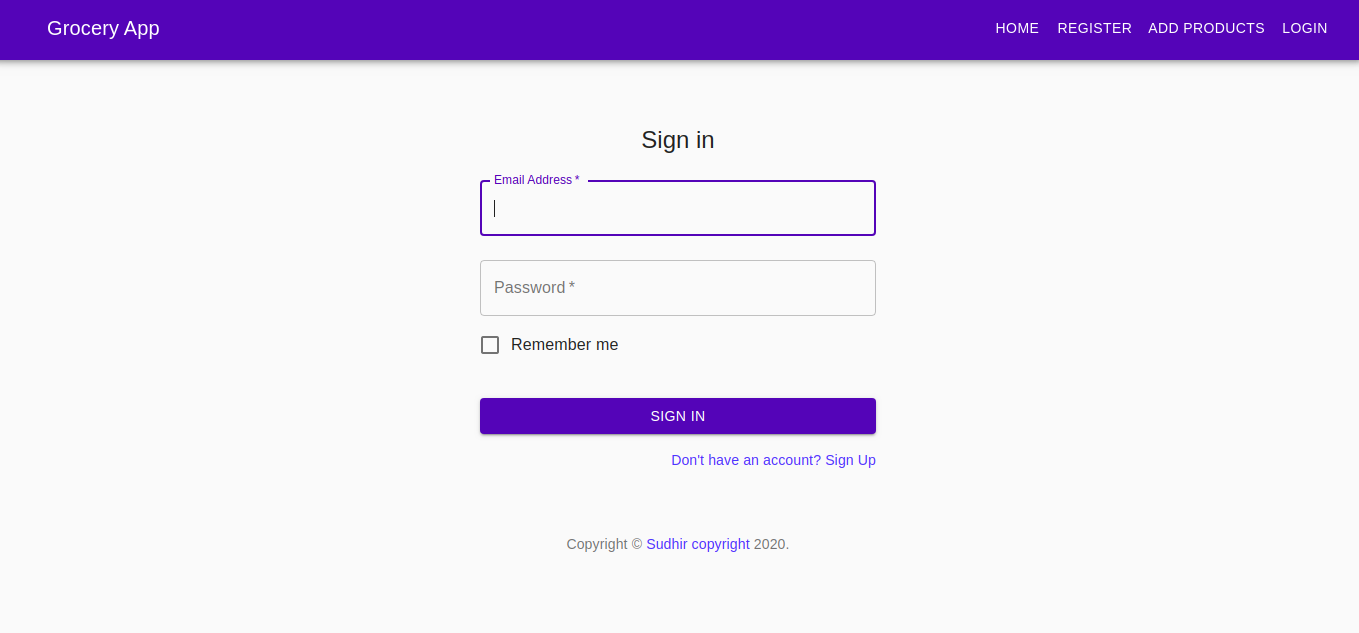 Grocery App HOME REGISTER ADD PRODUCTS LOGIN
Sign in
Email Address *
Password *
Remember me
SIGN IN
Don't have an account? Sign Up
Copyright © Sudhir copyright 2020.